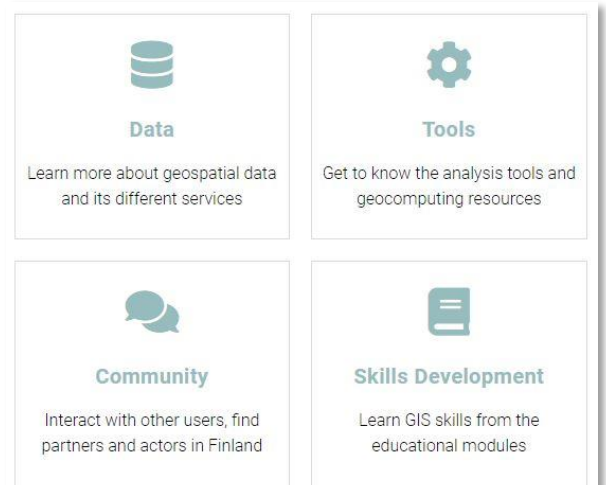 Data
Learn more about geospatial data
and its different services
Tools
Get to know the analysis tools and
geocomputing resources
Community
Interact with other users, find
partners and actors in Finland
Skills Development
Learn GIS skills from the
educational modules